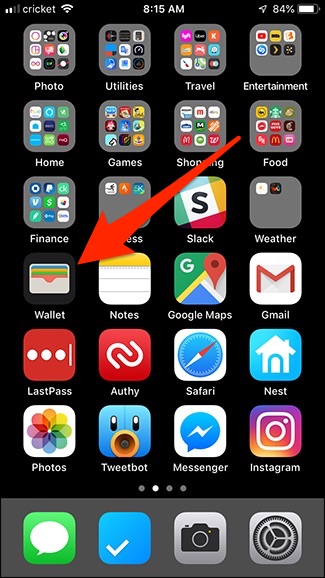 cricket 8:15 AM 84%
Photo Utilities Travel Entertainment
Home Games Shopping Food
Finance ess Slack Weather
Wallet Notes Google Maps Gmail
LastPass Authy Safari Nest
Photos Tweetbot Messenger Instagram